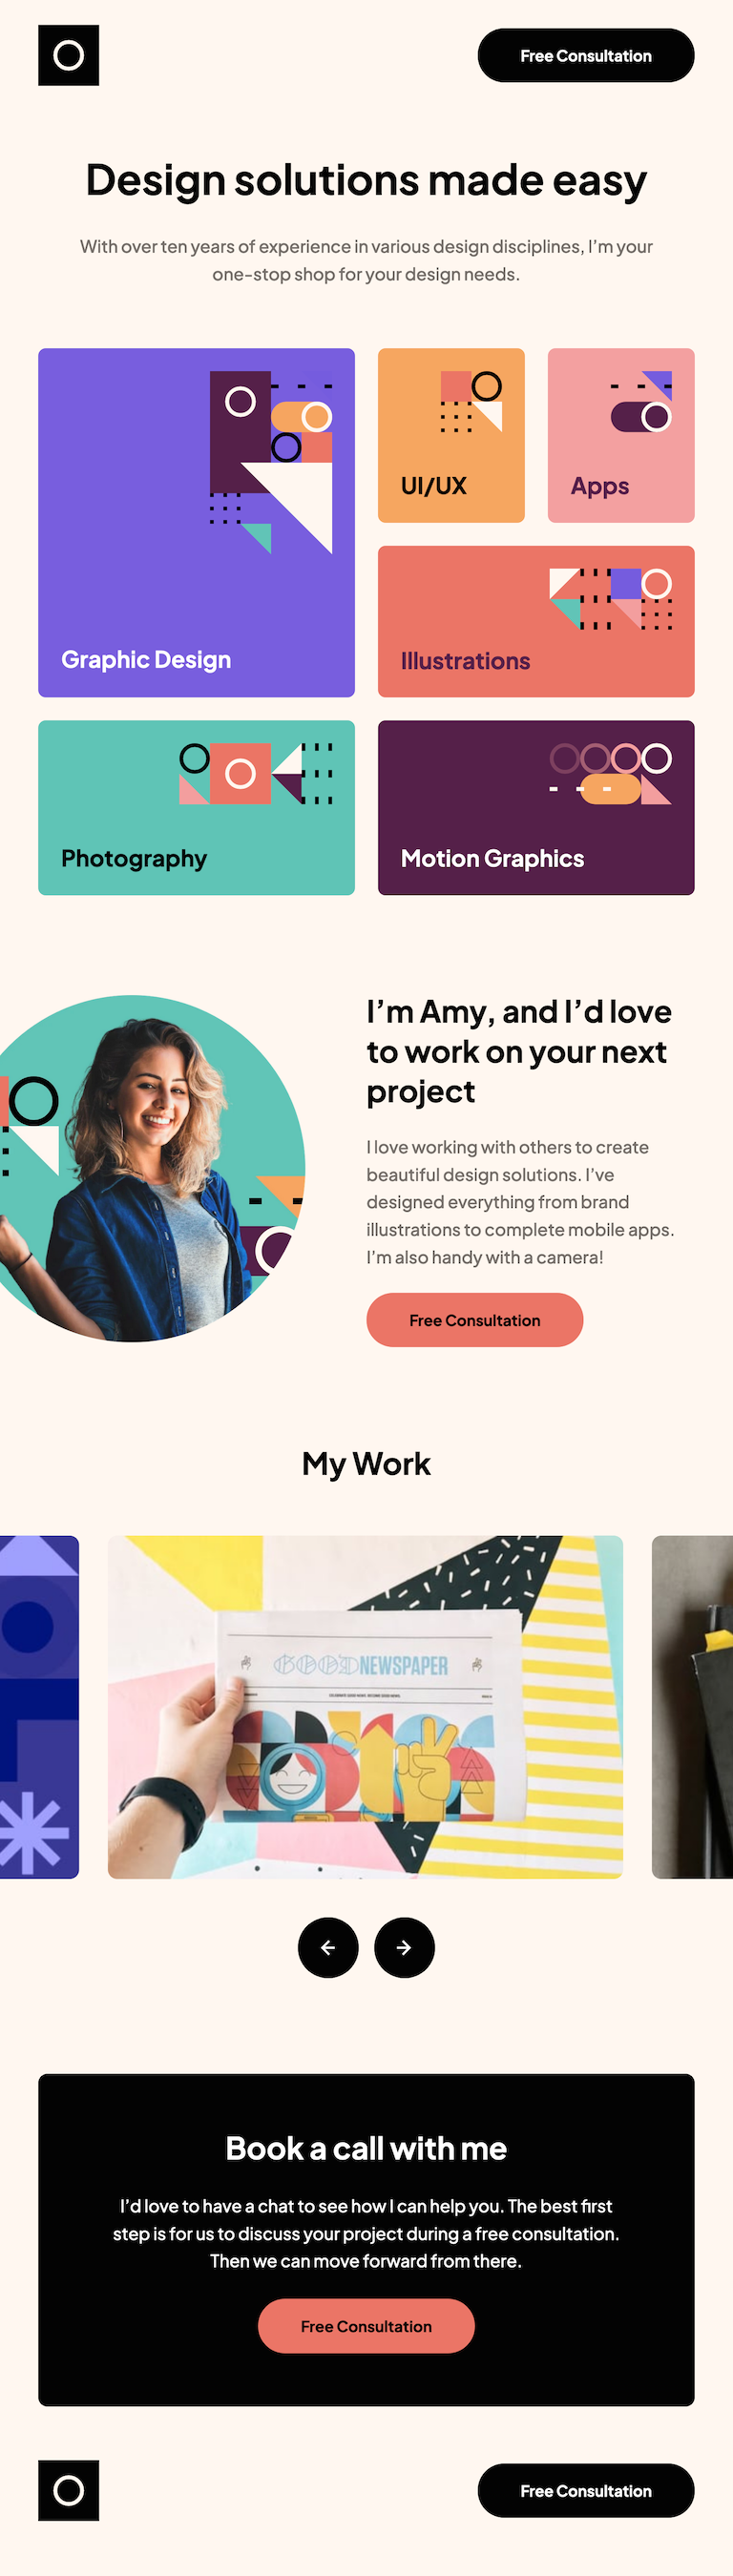 Free Consultation
Design solutions made easy
With over ten years of experience in various design disciplines, I’m your
one-stop shop for your design needs.
Graphic Design
UI/UX
Apps
Illustrations
Photography
Motion Graphics
I’m Amy, and I’d love
to work on your next
project
I love working with others to create
beautiful design solutions. I’ve
designed everything from brand
illustrations to complete mobile apps.
I’m also handy with a camera!
Free Consultation
My Work
GOOD NEWSPAPER
Book a call with me
I’d love to have a chat to see how I can help you. The best first
step is for us to discuss your project during a free consultation.
Then we can move forward from there.
Free Consultation
Free Consultation